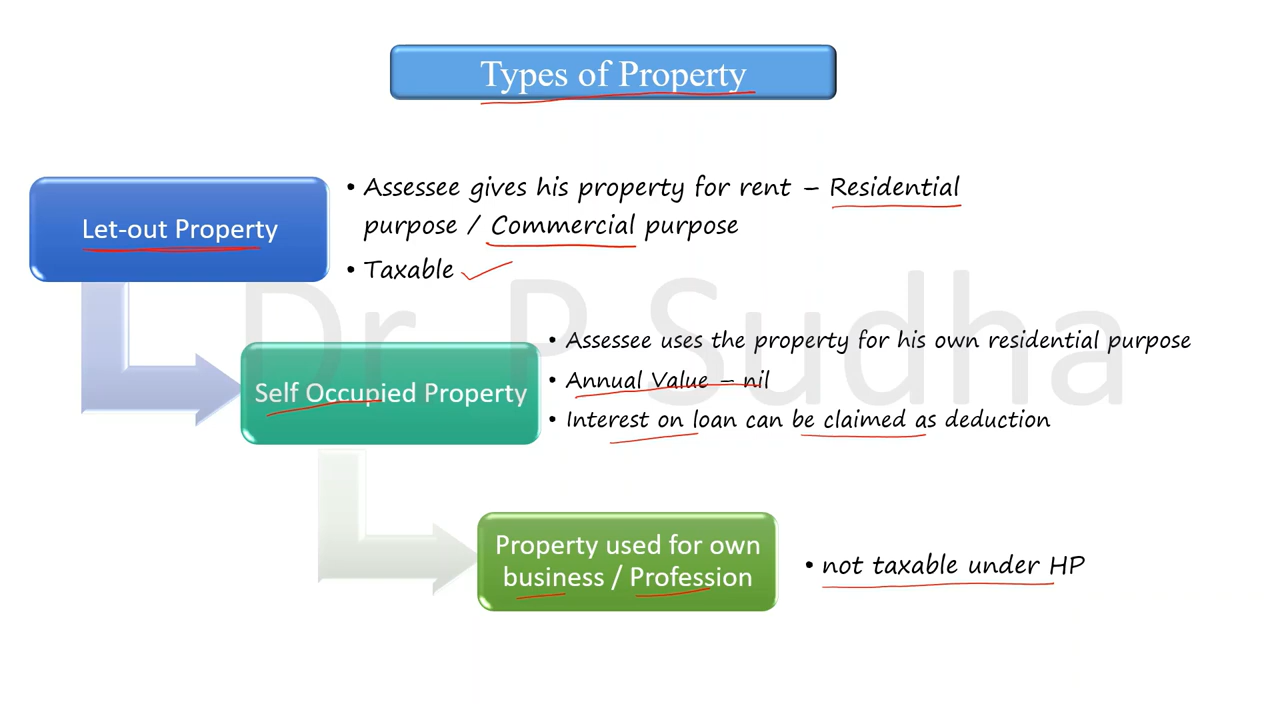 Types of Property
Let-out Property
• Assessee gives his property for rent – Residential
purpose / Commercial purpose
• Taxable
Dr. P Sudha
Self Occupied Property
• Assessee uses the property for his own residential purpose
• Annual Value – nil
• Interest on loan can be claimed as deduction
Property used for own
business / Profession
• not taxable under HP